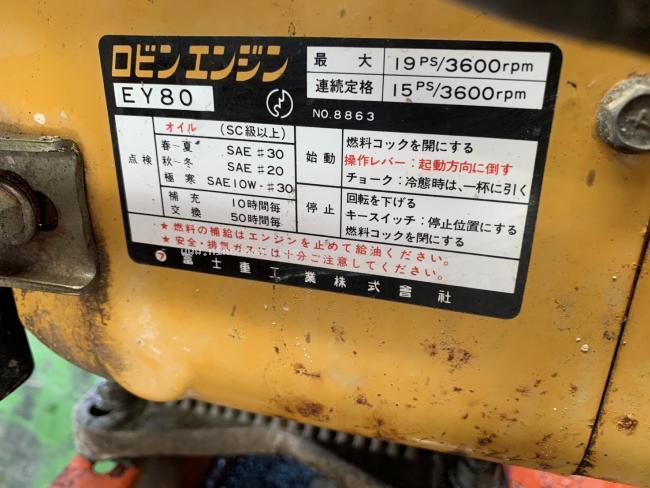 ロビンエンジン
EY80
最大 19PS/3600rpm
連続定格 15PS/3600rpm
NO.8863
点検
オイル (SC級以上)
春～夏 SAE #30
秋～冬 SAE #20
極寒 SAE10W-#30
補充 10時間毎
交換 50時間毎
始動
燃料コックを開にする
操作レバー：起動方向に倒す
チョーク：冷態時は、一杯に引く
停止
回転を下げる
キースイッチ：停止位置にする
燃料コックを閉にする
★燃料の補給はエンジンを止めて給油ください。
★安全・排気ガスには十分ご注意してください。
富士重工業株式會社